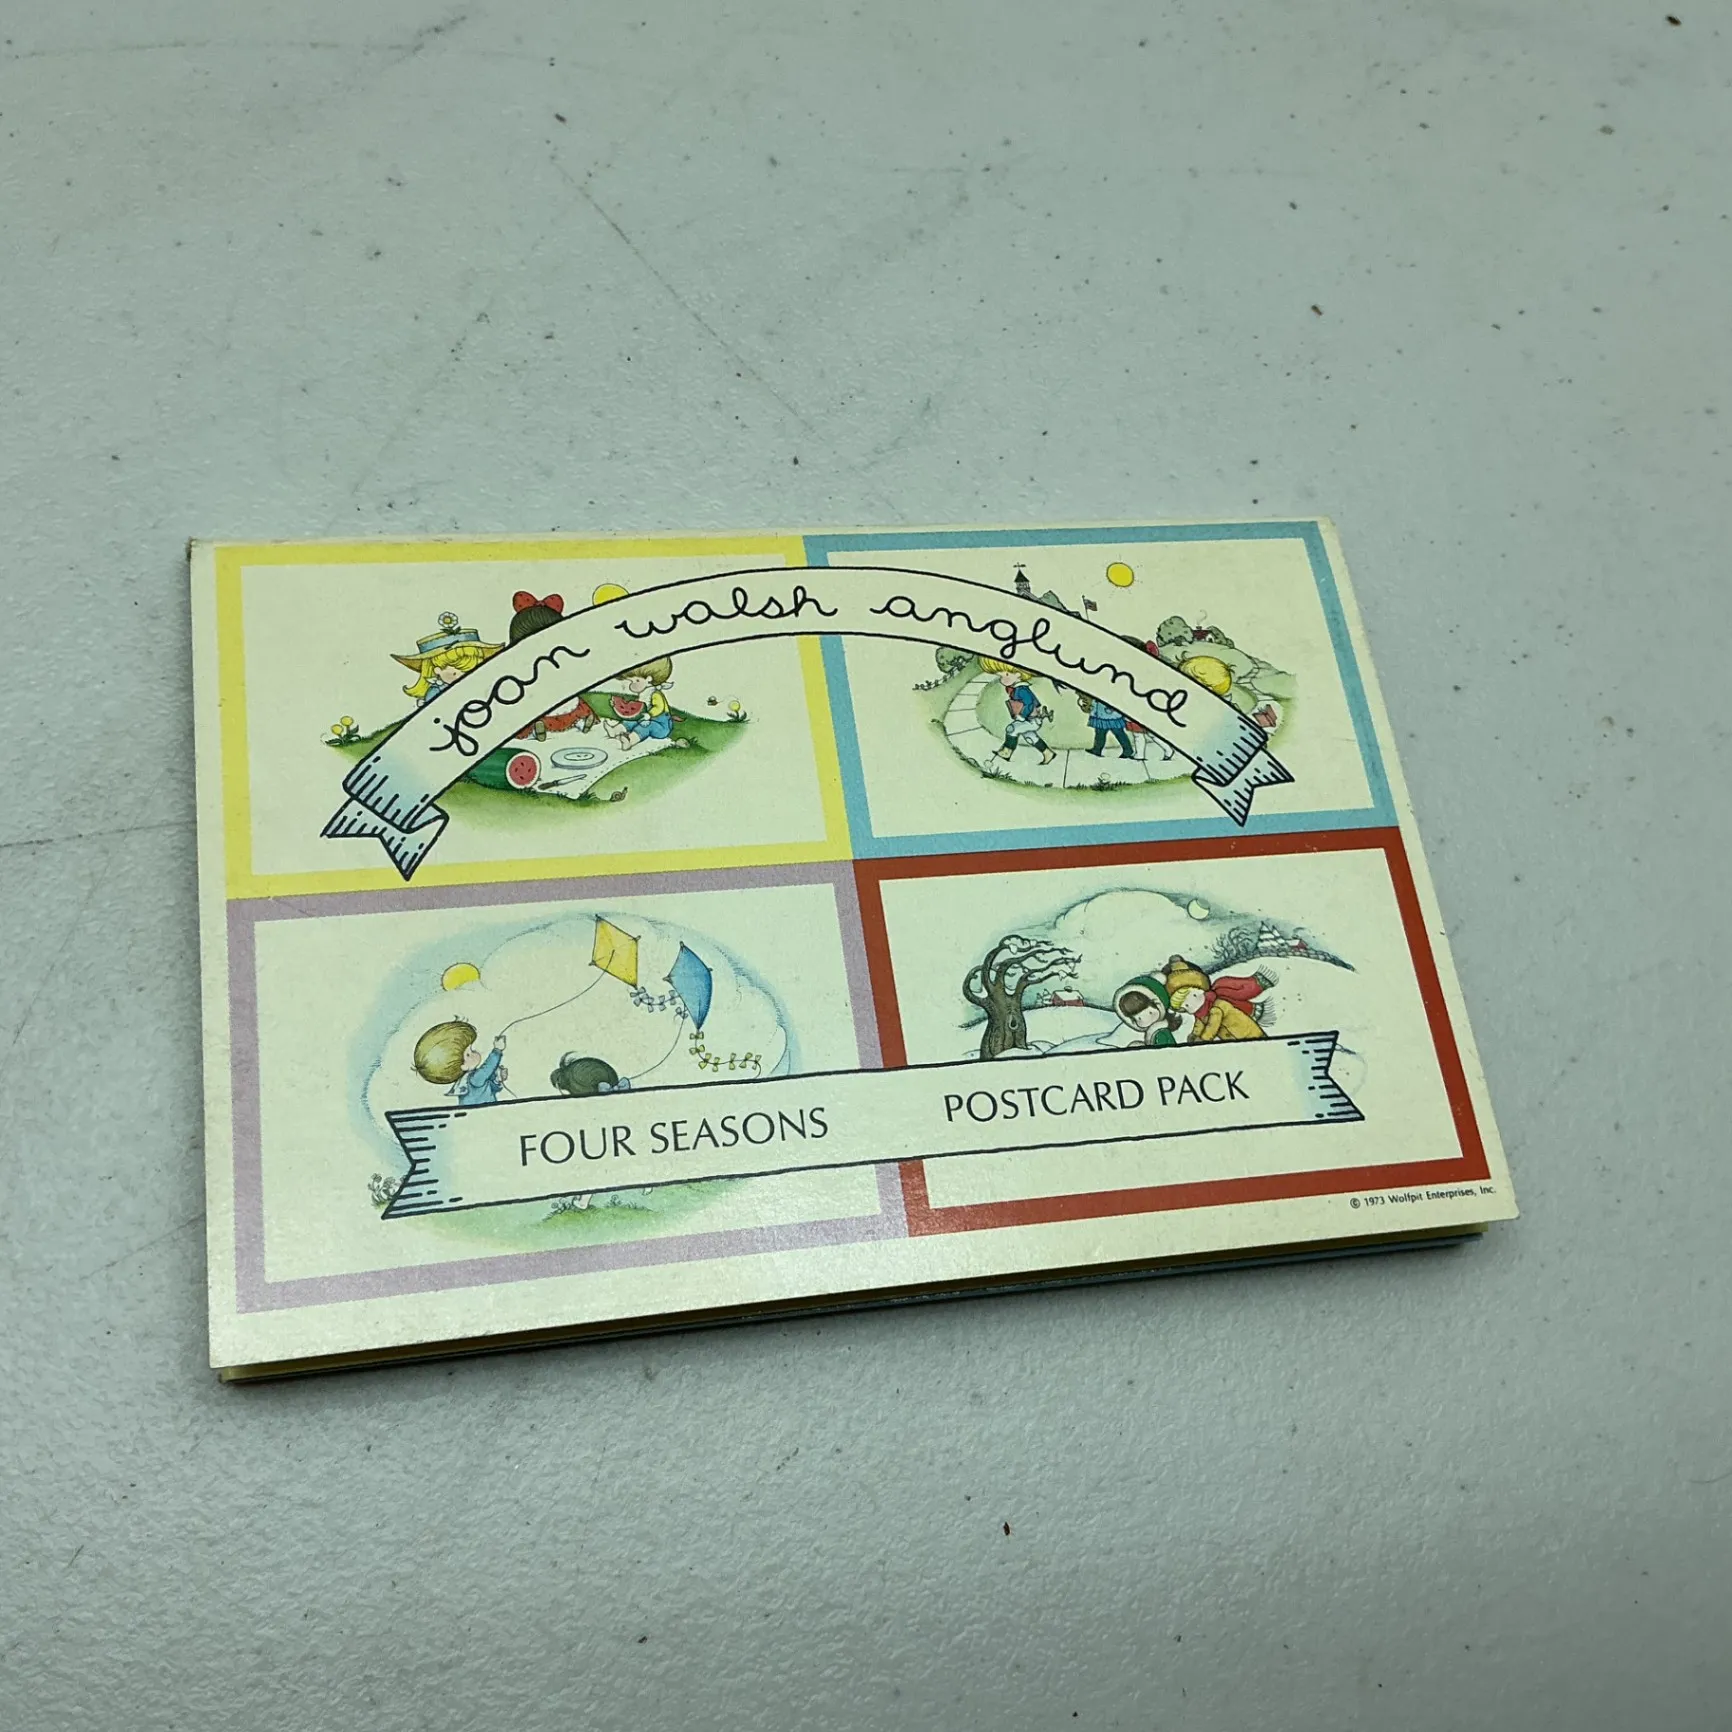 joan walsh anglund
FOUR SEASONS POSTCARD PACK
© 1973 Wolfpit Enterprises, Inc.